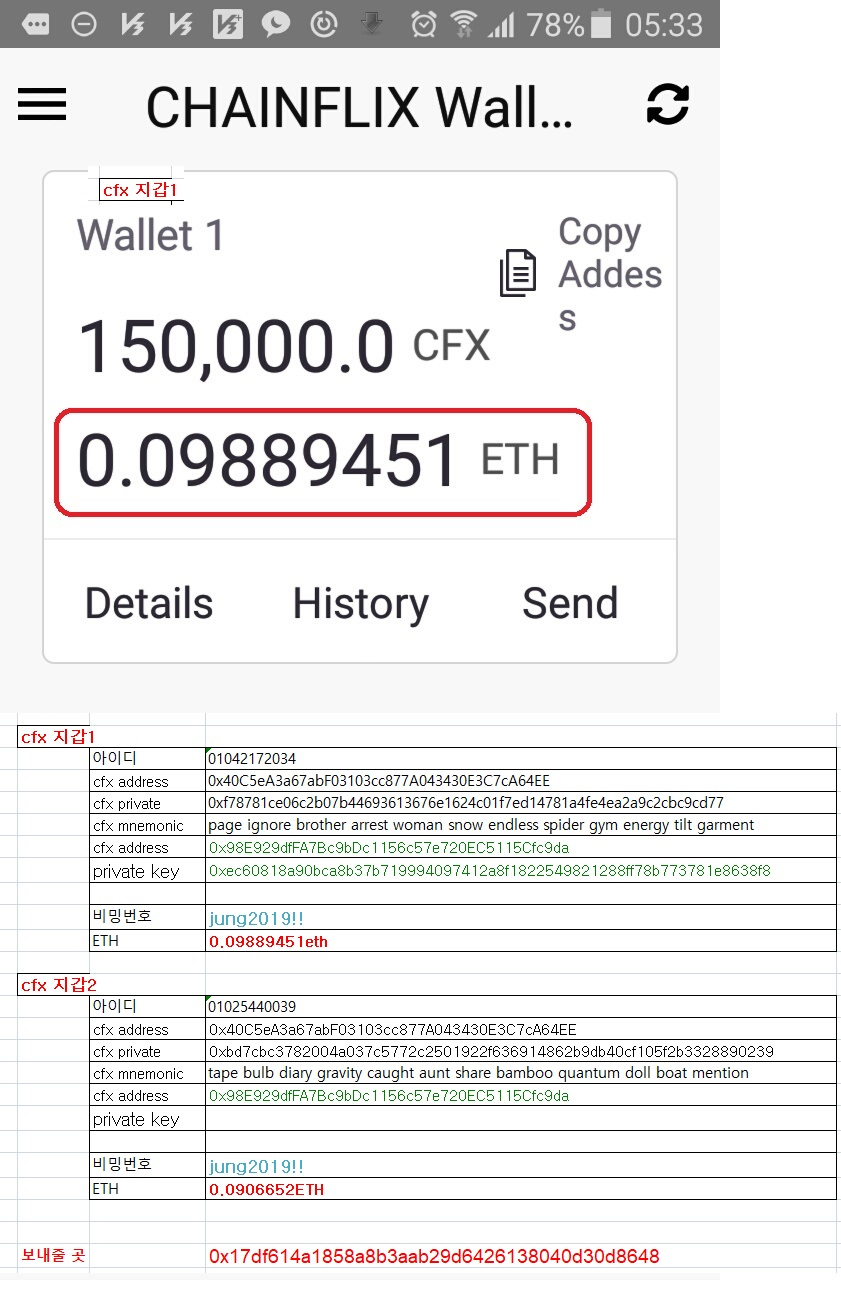 78% 05:33
CHAINFLIX Wall...
cfx 지갑1
Wallet 1
Copy
Addes
s
150,000.0 CFX
0.09889451 ETH
Details History Send
cfx 지갑1
아이디 01042172034
cfx address 0x40C5eA3a67abF03103cc877A043430E3C7cA64EE
cfx private 0xf78781ce06c2b07b44693613676e1624c01f7ed14781a4fe4ea2a9c2cbc9cd77
cfx mnemonic page ignore brother arrest woman snow endless spider gym energy tilt garment
cfx address 0x98E929dfFA7Bc9bDc1156c57e720EC5115Cfc9da
private key 0xec60818a90bca8b37b719994097412a8f1822549821288ff78b773781e8638f8
비밍번호 jung2019!!
ETH 0.09889451eth
cfx 지갑2
아이디 01025440039
cfx address 0x40C5eA3a67abF03103cc877A043430E3C7cA64EE
cfx private 0xbd7cbc3782004a037c5772c2501922f636914862b9db40cf105f2b3328890239
cfx mnemonic tape bulb diary gravity caught aunt share bamboo quantum doll boat mention
cfx address 0x98E929dfFA7Bc9bDc1156c57e720EC5115Cfc9da
private key
비밍번호 jung2019!!
ETH 0.0906652ETH
보내줄 곳 0x17df614a1858a8b3aab29d6426138040d30d8648